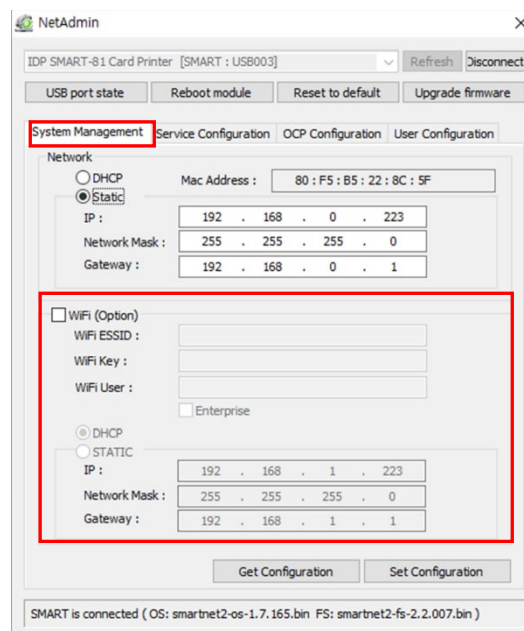 NetAdmin
IDP SMART-81 Card Printer [SMART : USB003] Refresh Disconnect
USB port state Reboot module Reset to default Upgrade firmware
System Management Service Configuration OCP Configuration User Configuration
Network
DHCP Mac Address : 80 : F5 : B5 : 22 : 8C : 5F
Static
IP : 192 . 168 . 0 . 223
Network Mask : 255 . 255 . 255 . 0
Gateway : 192 . 168 . 0 . 1
WiFi (Option)
WiFi ESSID :
WiFi Key :
WiFi User :
Enterprise
DHCP
STATIC
IP : 192 . 168 . 1 . 223
Network Mask : 255 . 255 . 255 . 0
Gateway : 192 . 168 . 1 . 1
Get Configuration Set Configuration
SMART is connected ( OS: smartnet2-os-1.7.165.bin FS: smartnet2-fs-2.2.007.bin )